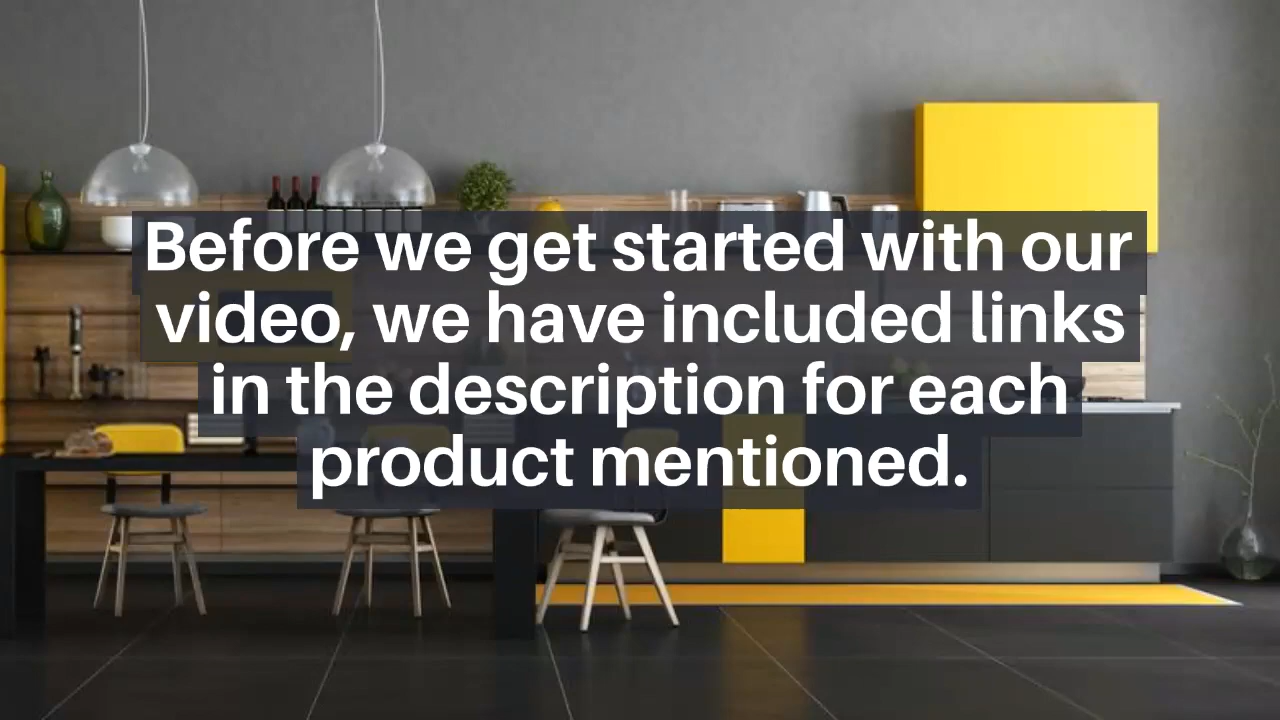 Before we get started with our
video, we have included links
in the description for each
product mentioned.